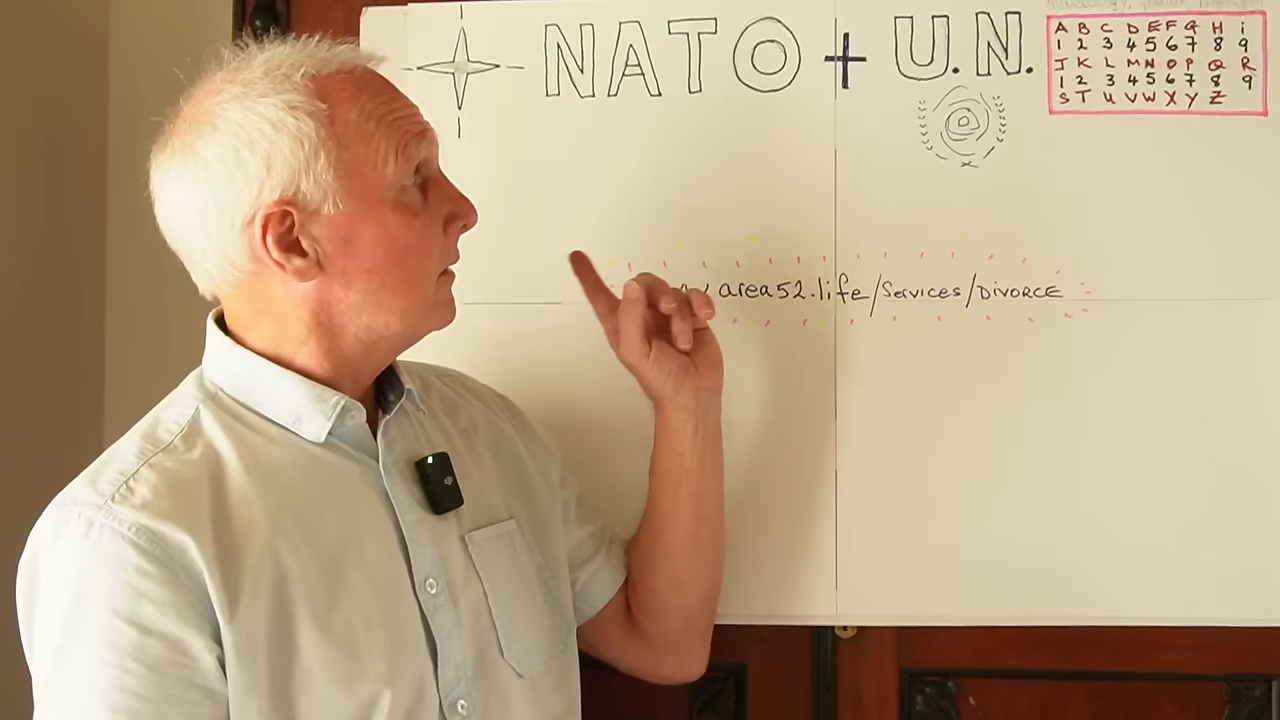 NATO + U.N.
A B C D E F G H i
1 2 3 4 5 6 7 8 9
J K L M N O P Q R
1 2 3 4 5 6 7 8 9
S T U V W X Y Z
area52.life/Services/DIVORCE